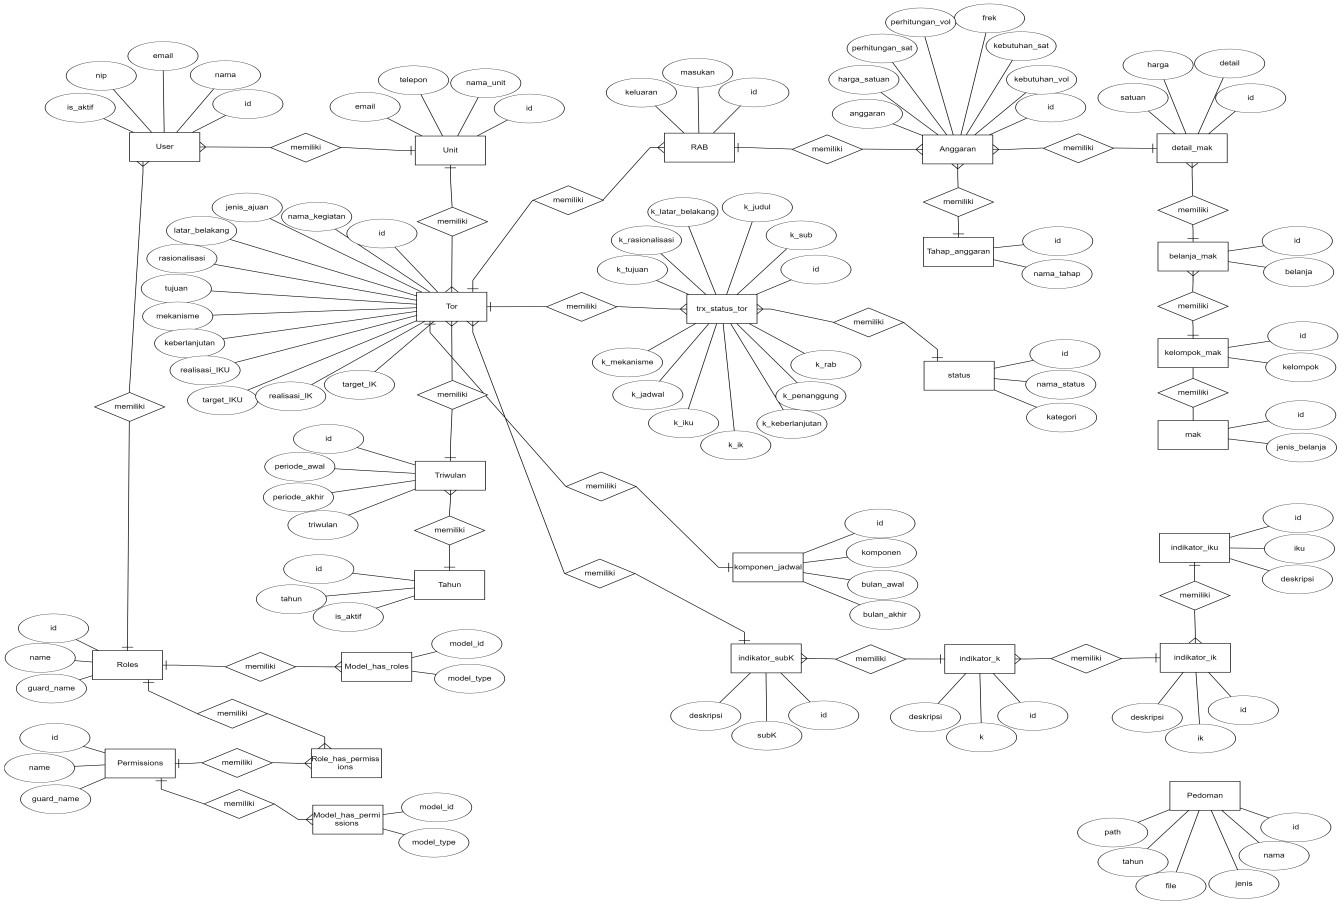 perhitungan_vol
frek
email
perhitungan_sat
kebutuhan_sat
nip
nama
telepon
nama_unit
masukan
keluaran
id
harga_satuan
kebutuhan_vol
harga
detail
is_aktif
id
email
id
anggaran
id
satuan
id
User
memiliki
Unit
RAB
memiliki
Anggaran
memiliki
detail_mak
jenis_ajuan
nama_kegiatan
id
memiliki
memiliki
k_latar_belakang
k_judul
memiliki
memiliki
latar_belakang
k_rasionalisasi
k_sub
rasionalisasi
k_tujuan
id
Tahap_anggaran
id
nama_tahap
belanja_mak
id
belanja
tujuan
mekanisme
Tor
memiliki
trx_status_tor
memiliki
memiliki
keberlanjutan
realisasi_IKU
target_IKU
realisasi_IK
target_IK
k_mekanisme
k_jadwal
k_iku
k_ik
k_keberlanjutan
k_penanggung
k_rab
status
id
nama_status
kategori
kelompok_mak
id
kelompok
memiliki
mak
id
jenis_belanja
memiliki
memiliki
id
periode_awal
periode_akhir
triwulan
Triwulan
memiliki
memiliki
id
tahun
is_aktif
Tahun
memiliki
komponen_jadwal
id
komponen
bulan_awal
bulan_akhir
indikator_iku
id
iku
deskripsi
memiliki
id
name
guard_name
Roles
memiliki
Model_has_roles
model_id
model_type
indikator_subK
memiliki
indikator_k
memiliki
indikator_ik
deskripsi
subK
id
deskripsi
k
id
deskripsi
ik
id
memiliki
id
name
guard_name
Permissions
memiliki
Role_has_permiss
ions
memiliki
Model_has_permi
ssions
model_id
model_type
Pedoman
path
tahun
file
jenis
nama
id